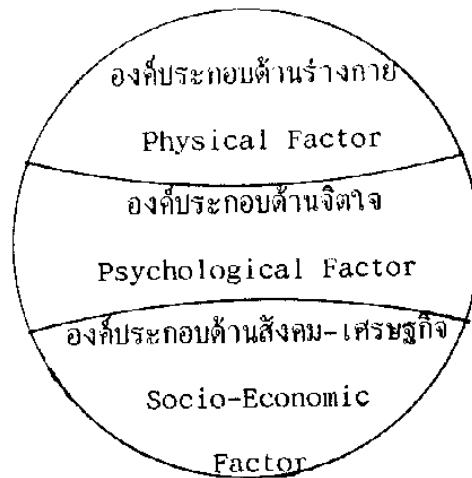 องค์ประกอบด้านร่างกาย
Physical Factor
องค์ประกอบด้านจิตใจ
Psychological Factor
องค์ประกอบด้านสังคม-เศรษฐกิจ
Socio-Economic
Factor